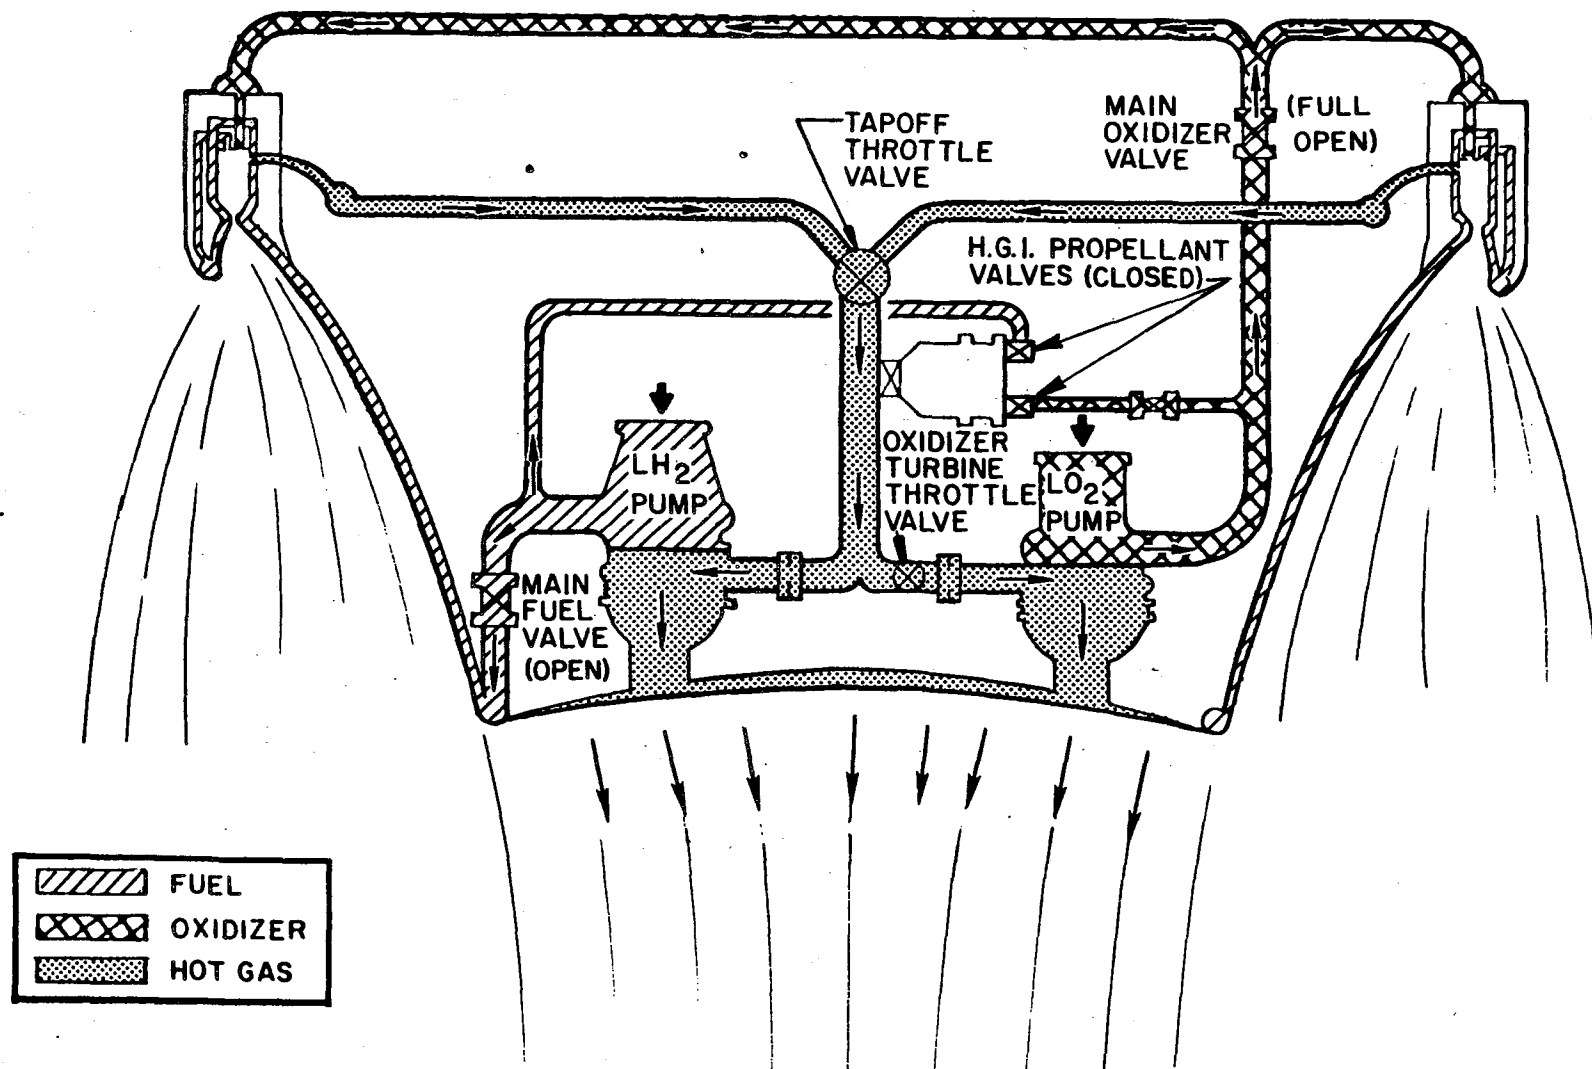 TAPOFF
THROTTLE
VALVE
MAIN
OXIDIZER
VALVE
(FULL
OPEN)
H.G.I. PROPELLANT
VALVES (CLOSED)
LH2
PUMP
OXIDIZER
TURBINE
THROTTLE
VALVE
LO2
PUMP
MAIN
FUEL
VALVE
(OPEN)
FUEL
OXIDIZER
HOT GAS